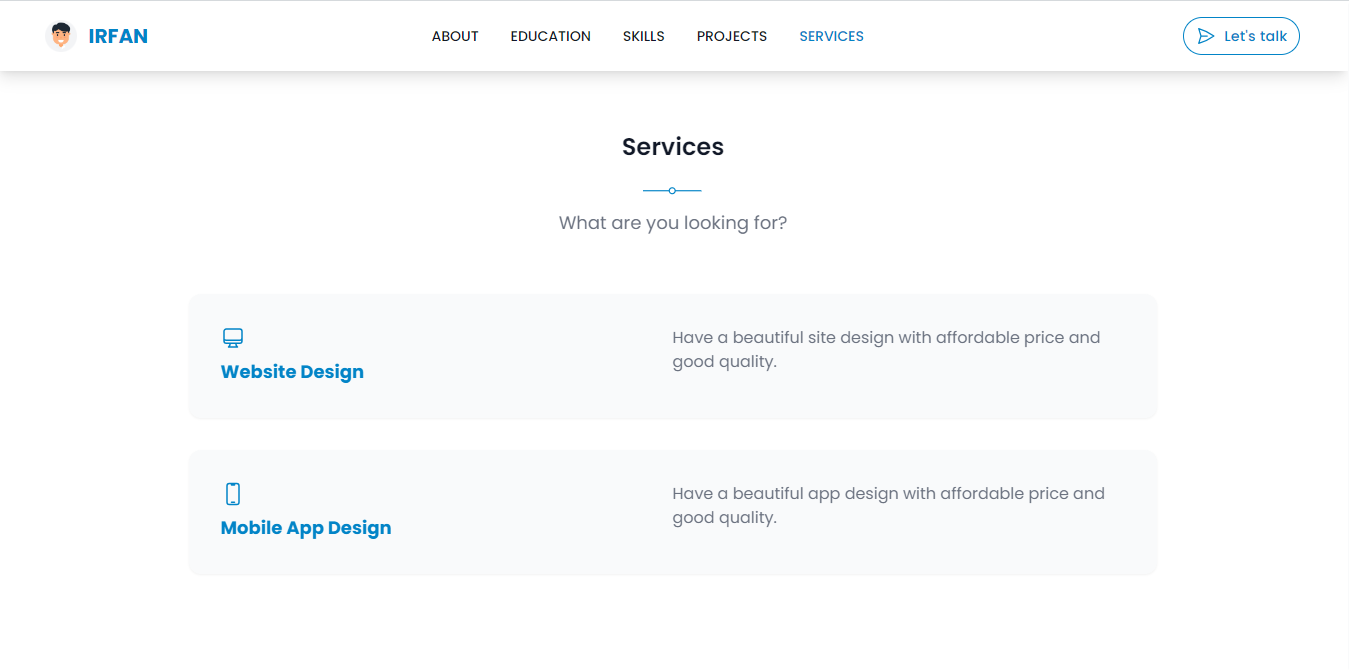 IRFAN
ABOUT
EDUCATION
SKILLS
PROJECTS
SERVICES
Let's talk
Services
What are you looking for?
Website Design
Have a beautiful site design with affordable price and
good quality.
Mobile App Design
Have a beautiful app design with affordable price and
good quality.